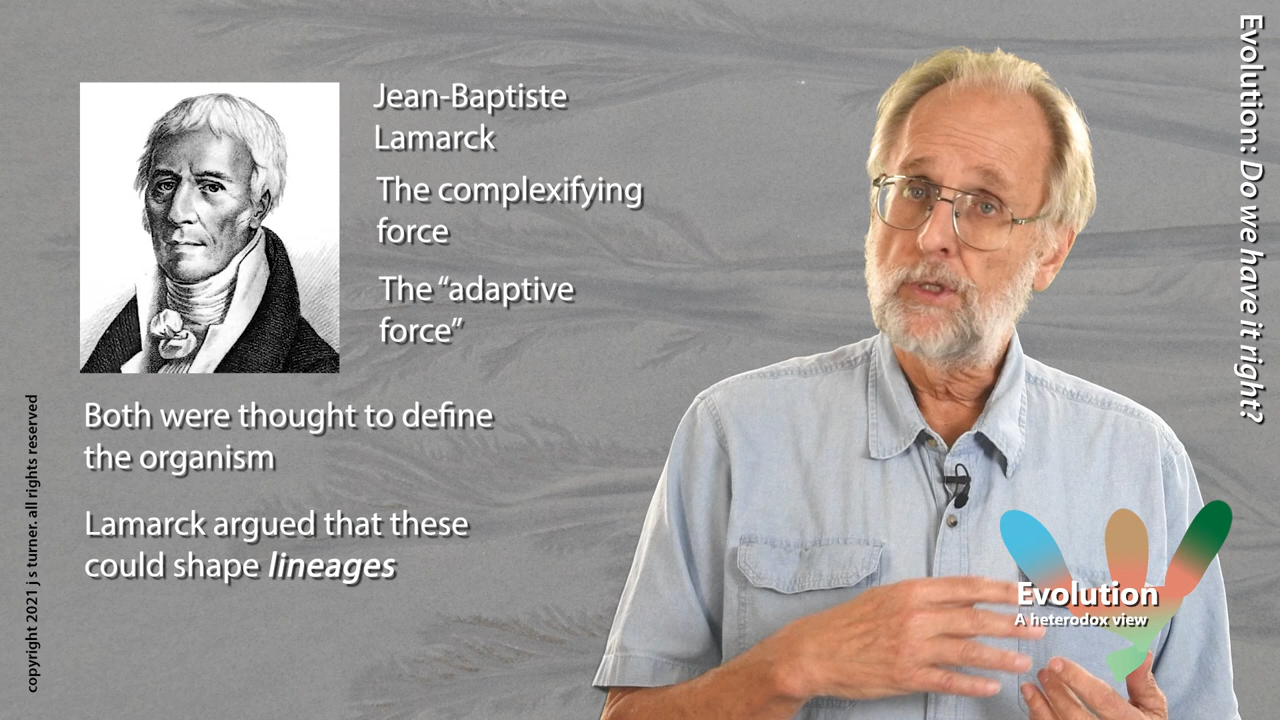 Jean-Baptiste
Lamarck
The complexifying
force
The “adaptive
force”
Both were thought to define
the organism
Lamarck argued that these
could shape lineages
Evolution: Do we have it right?
Evolution
A heterodox view
copyright 2021 j s turner. all rights reserved